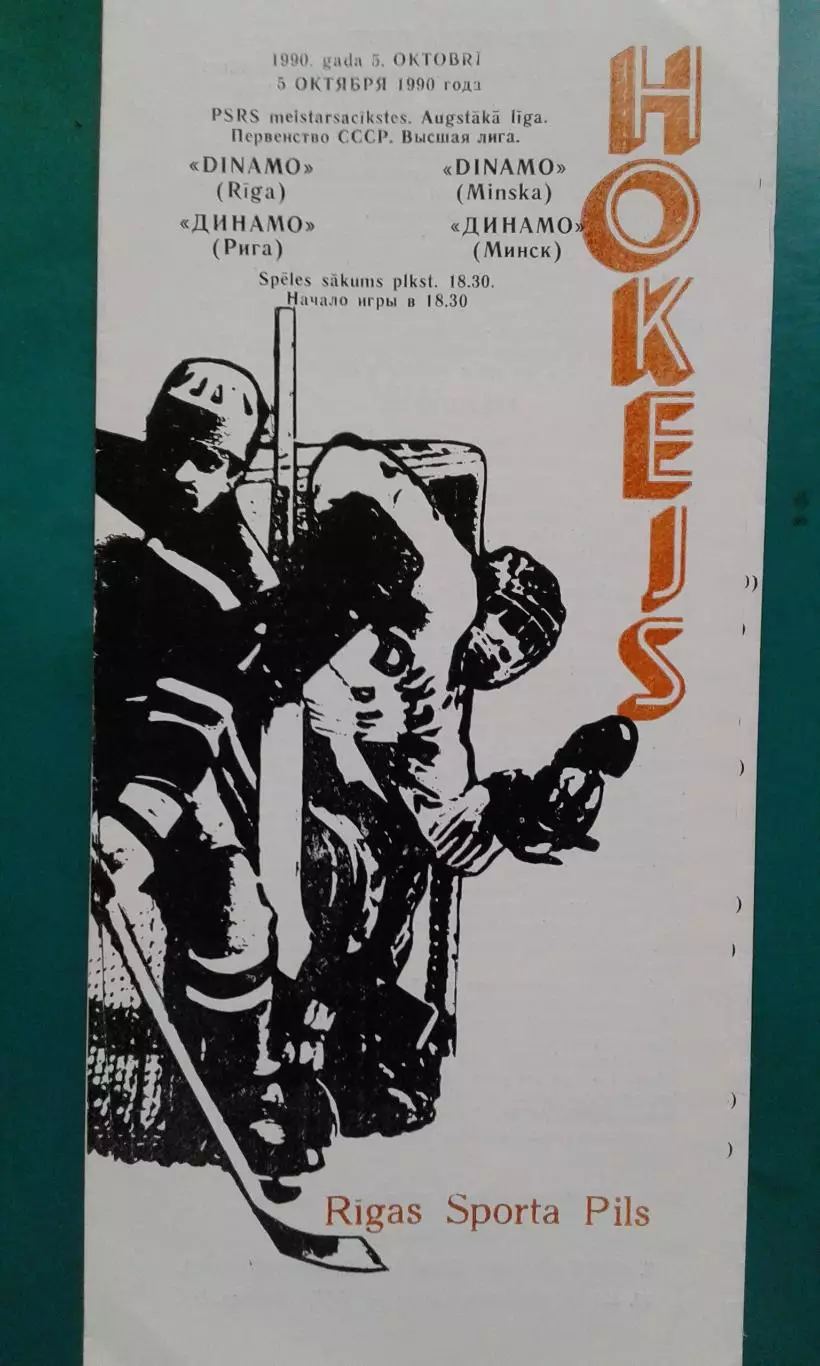 1990. gada 5. OKTOBRĪ
5 ОКТЯБРЯ 1990 года
PSRS meistarsacīkstes. Augstākā līga.
Первенство СССР. Высшая лига.
«DINAMO» «DINAMO»
(Rīga) (Minska)
«ДИНАМО» «ДИНАМО»
(Рига) (Минск)
Spēles sākums plkst. 18.30.
Начало игры в 18.30
HOKEJS
Rīgas Sporta Pils